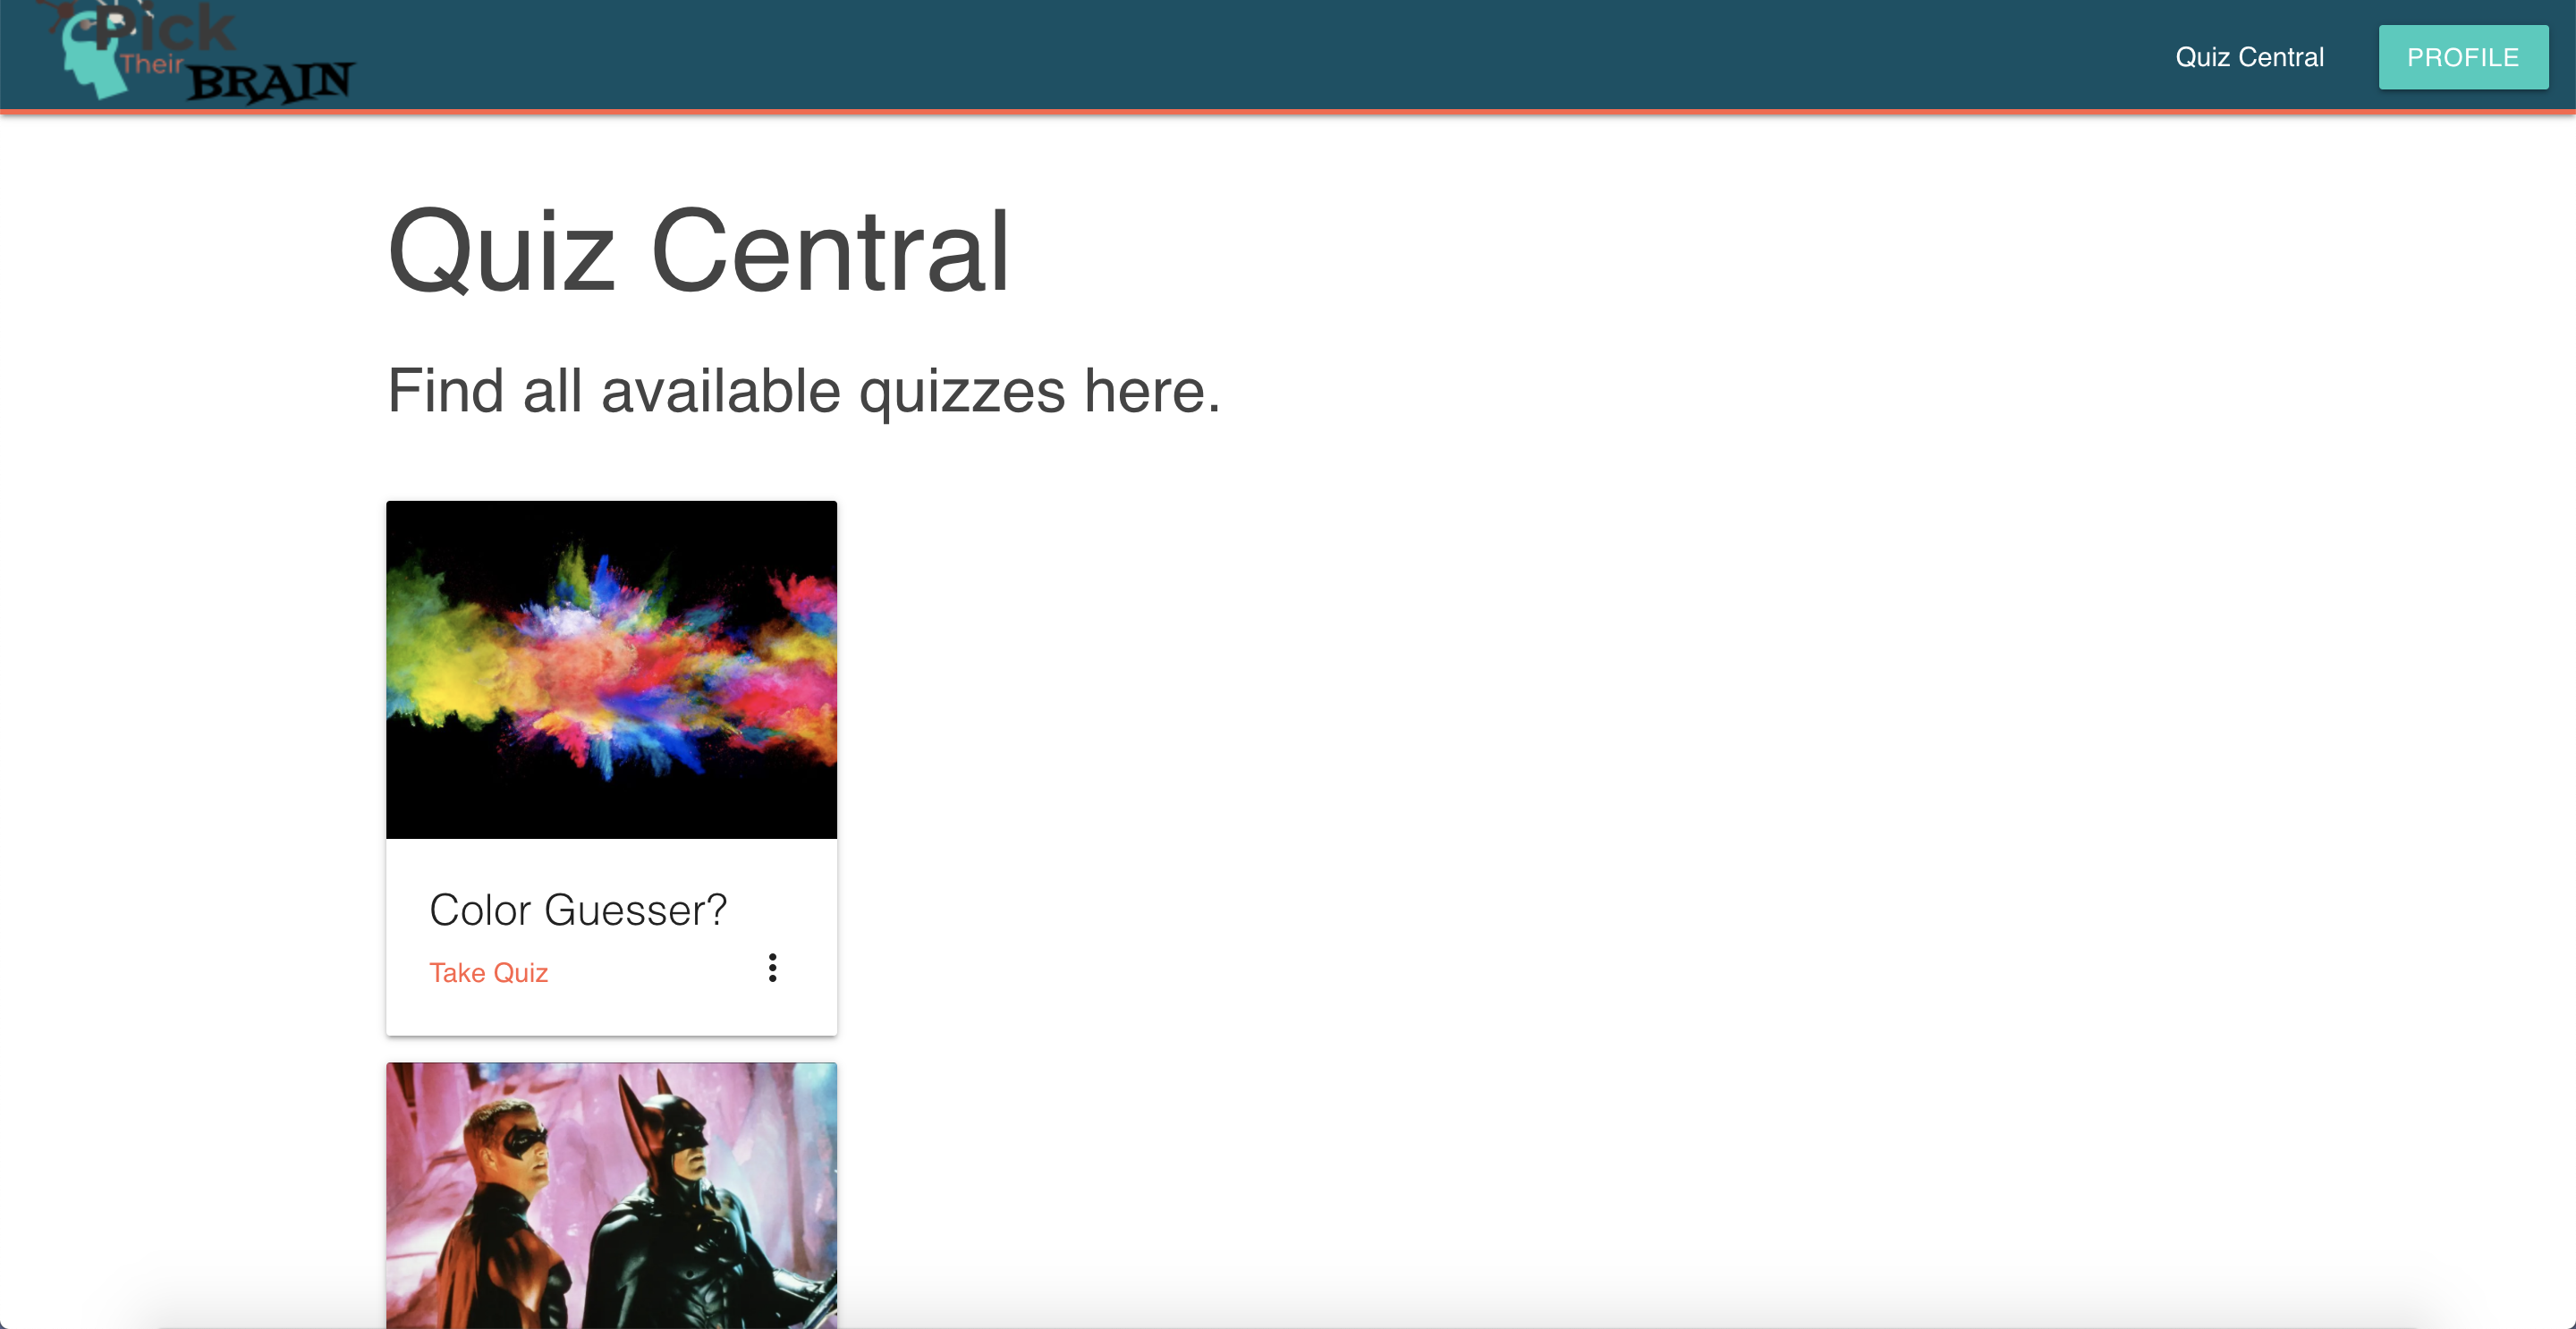 Pick
Their
BRAIN
Quiz Central
PROFILE
Quiz Central
Find all available quizzes here.
Color Guesser?
Take Quiz